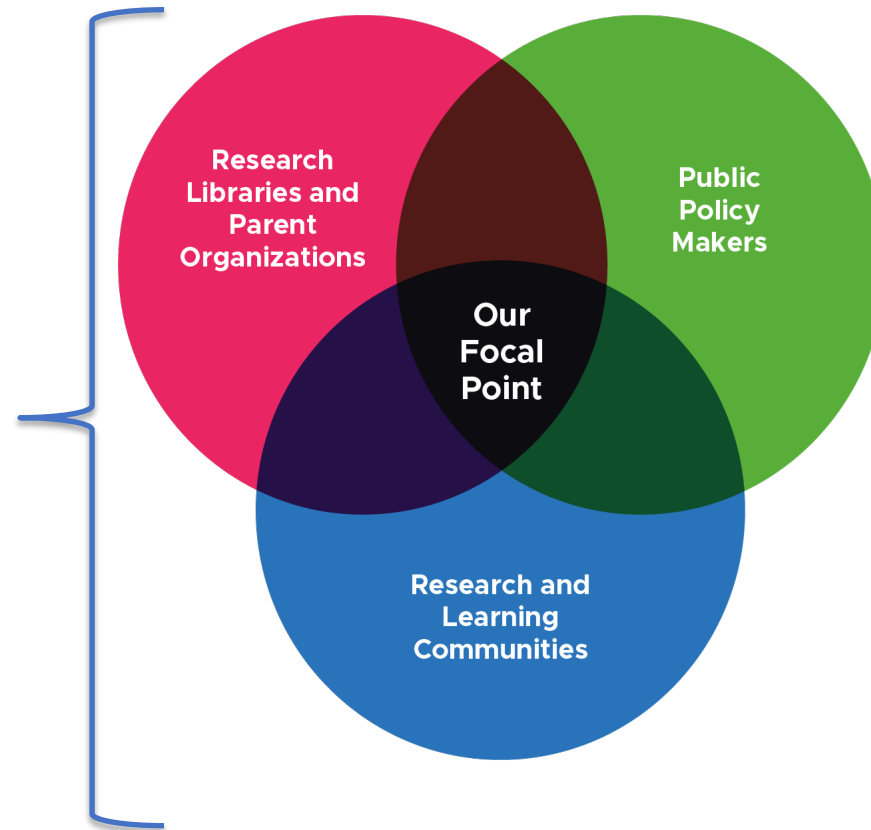 Research
Libraries and
Parent
Organizations
Public
Policy
Makers
Our
Focal
Point
Research and
Learning
Communities